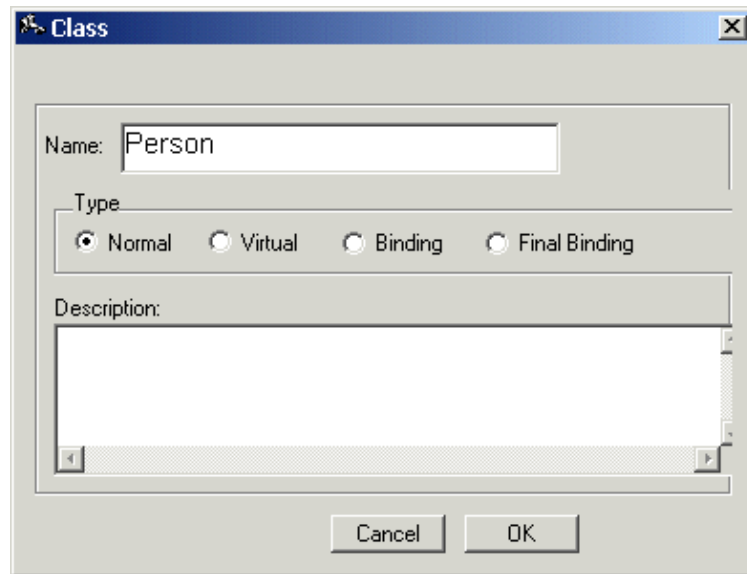 Class
Name: Person
Type
Normal Virtual Binding Final Binding
Description:
Cancel OK